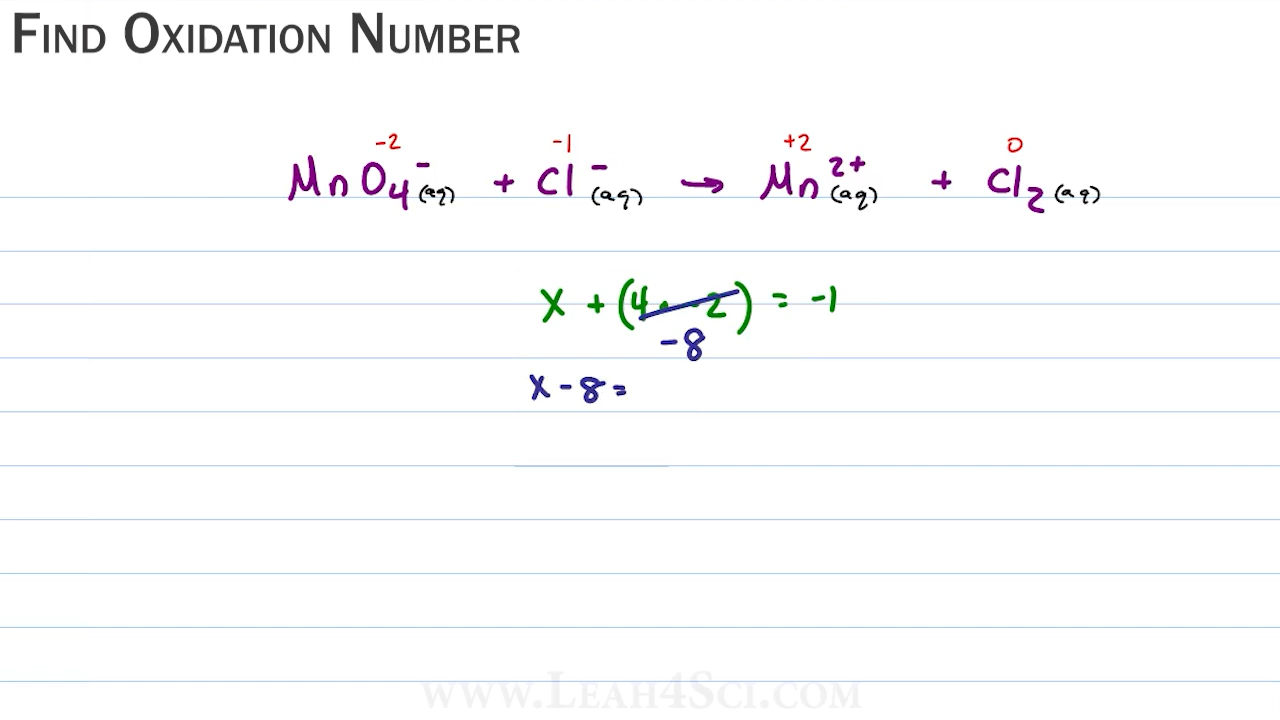 FIND OXIDATION NUMBER
-2 -1 +2 0
MnO4-(aq) + Cl-(aq) → Mn2+(aq) + Cl2(aq)
x + (4 · -2) = -1
-8
x - 8 =
www.Leah4Sci.com